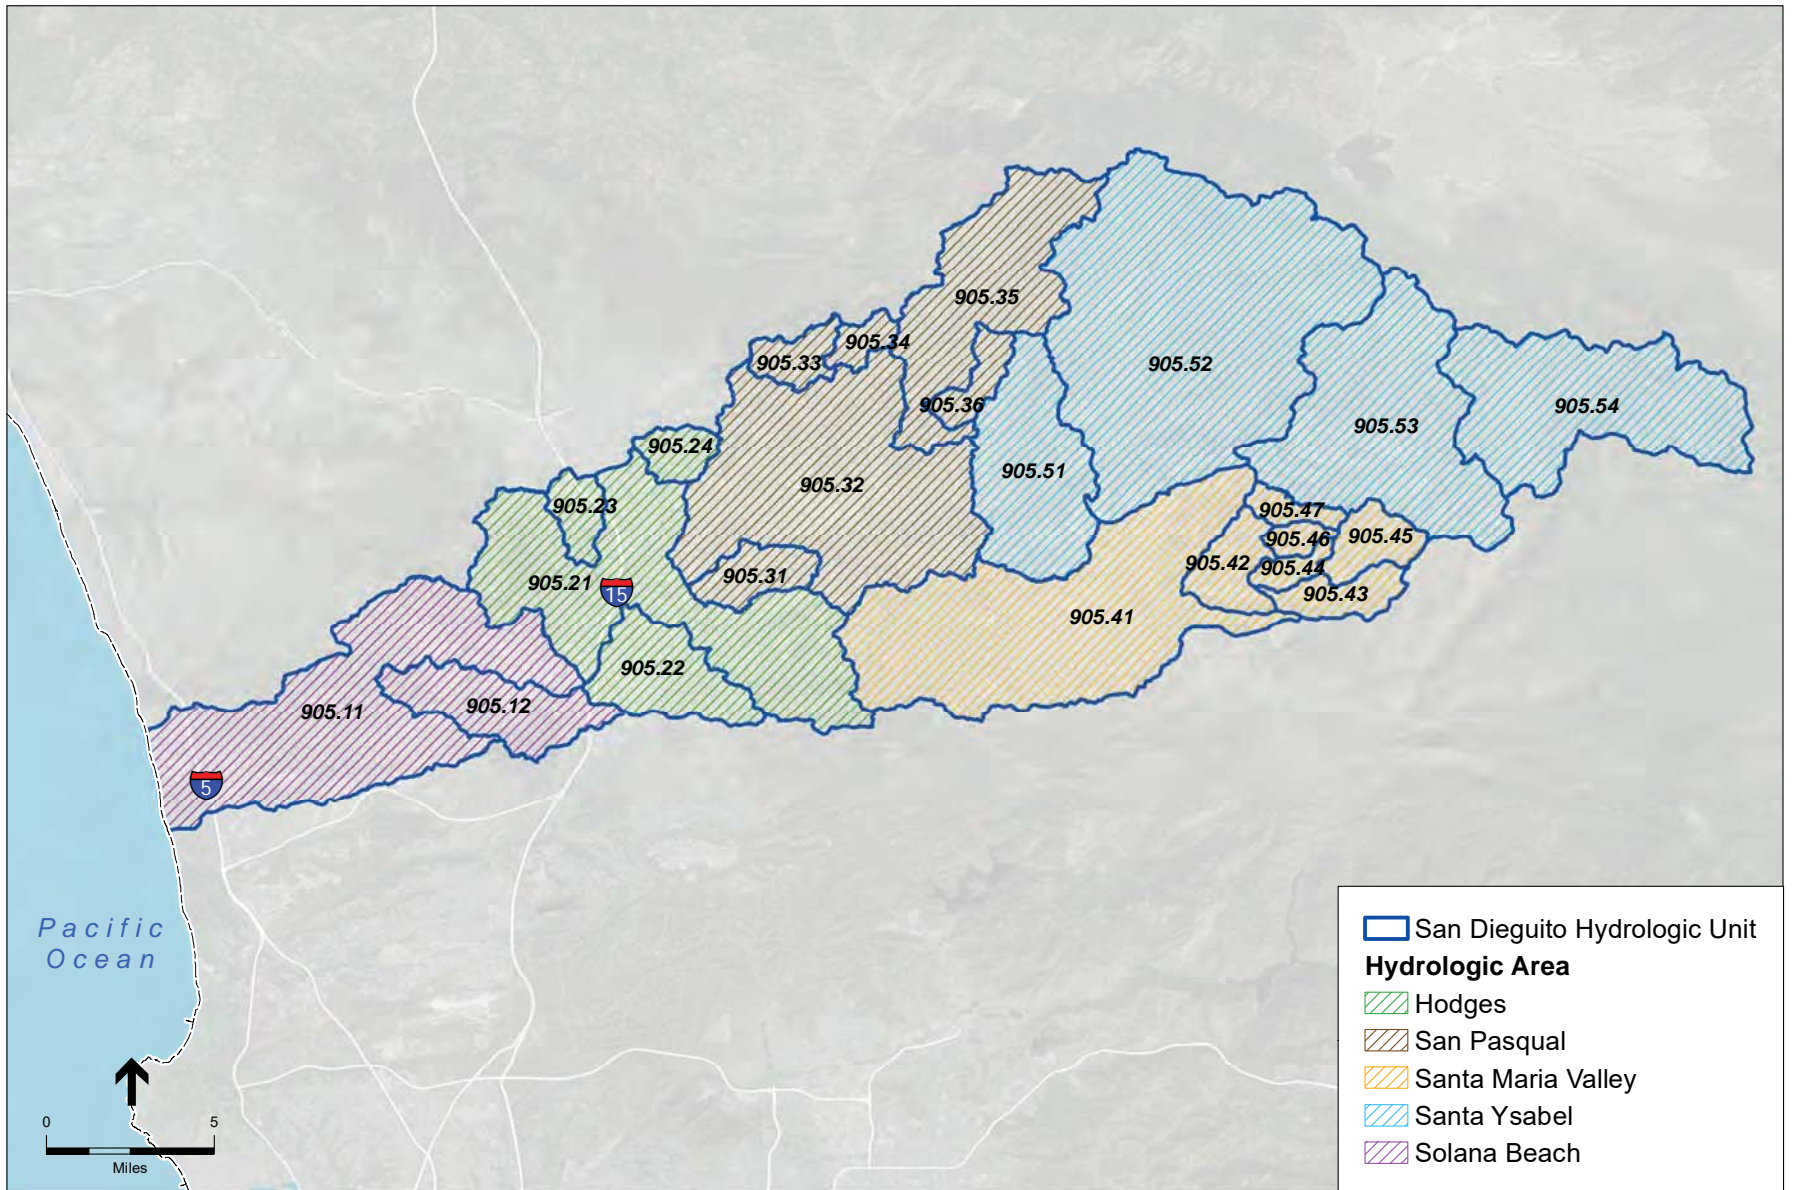 905.35
905.34
905.33
905.52
905.36
905.54
905.53
905.24
905.51
905.32
905.23
905.47
905.46
905.45
905.42
905.44
905.31
905.21
15
905.43
905.41
905.22
905.12
905.11
5
Pacific
Ocean
0 5
Miles
San Dieguito Hydrologic Unit
Hydrologic Area
Hodges
San Pasqual
Santa Maria Valley
Santa Ysabel
Solana Beach